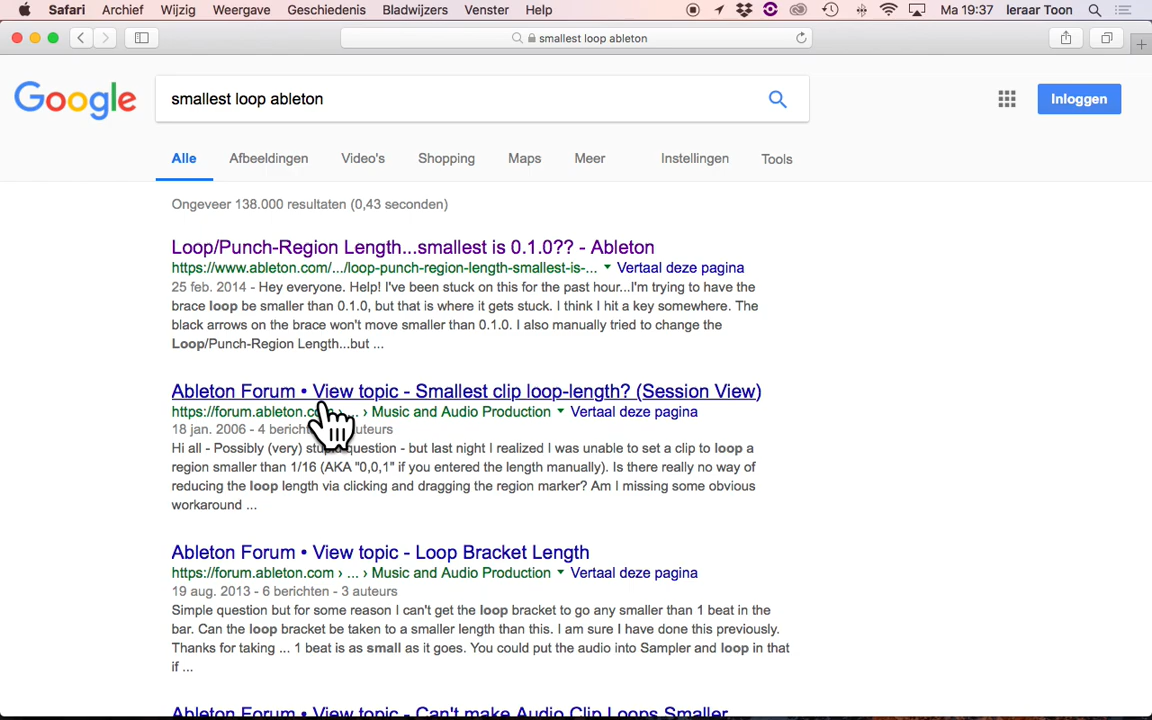 Safari Archief Wijzig Weergave Geschiedenis Bladwijzers Venster Help Ma 19:37 leraar Toon
smallest loop ableton
Google smallest loop ableton Inloggen
Alle Afbeeldingen Video's Shopping Maps Meer Instellingen Tools
Ongeveer 138.000 resultaten (0,43 seconden)
Loop/Punch-Region Length...smallest is 0.1.0?? - Ableton
https://www.ableton.com/.../loop-punch-region-length-smallest-is-... Vertaal deze pagina
25 feb. 2014 - Hey everyone. Help! I've been stuck on this for the past hour...I'm trying to have the
brace loop be smaller than 0.1.0, but that is where it gets stuck. I think I hit a key somewhere. The
black arrows on the brace won't move smaller than 0.1.0. I also manually tried to change the
Loop/Punch-Region Length...but ...
Ableton Forum • View topic - Smallest clip loop-length? (Session View)
https://forum.ableton.com › ... › Music and Audio Production Vertaal deze pagina
18 jan. 2006 - 4 berichten
Hi all - Possibly (very) stupid question - but last night I realized I was unable to set a clip to loop a
region smaller than 1/16 (AKA "0,0,1" if you entered the length manually). Is there really no way of
reducing the loop length via clicking and dragging the region marker? Am I missing some obvious
workaround ...
Ableton Forum • View topic - Loop Bracket Length
https://forum.ableton.com › ... › Music and Audio Production Vertaal deze pagina
19 aug. 2013 - 6 berichten - 3 auteurs
Simple question but for some reason I can't get the loop bracket to go any smaller than 1 beat in the
bar. Can the loop bracket be taken to a smaller length than this. I am sure I have done this previously.
Thanks for taking ... 1 beat is as small as it goes. You could put the audio into Sampler and loop in that
if ...
Ableton Forum • View topic - Can't make Audio Clip Loops Smaller